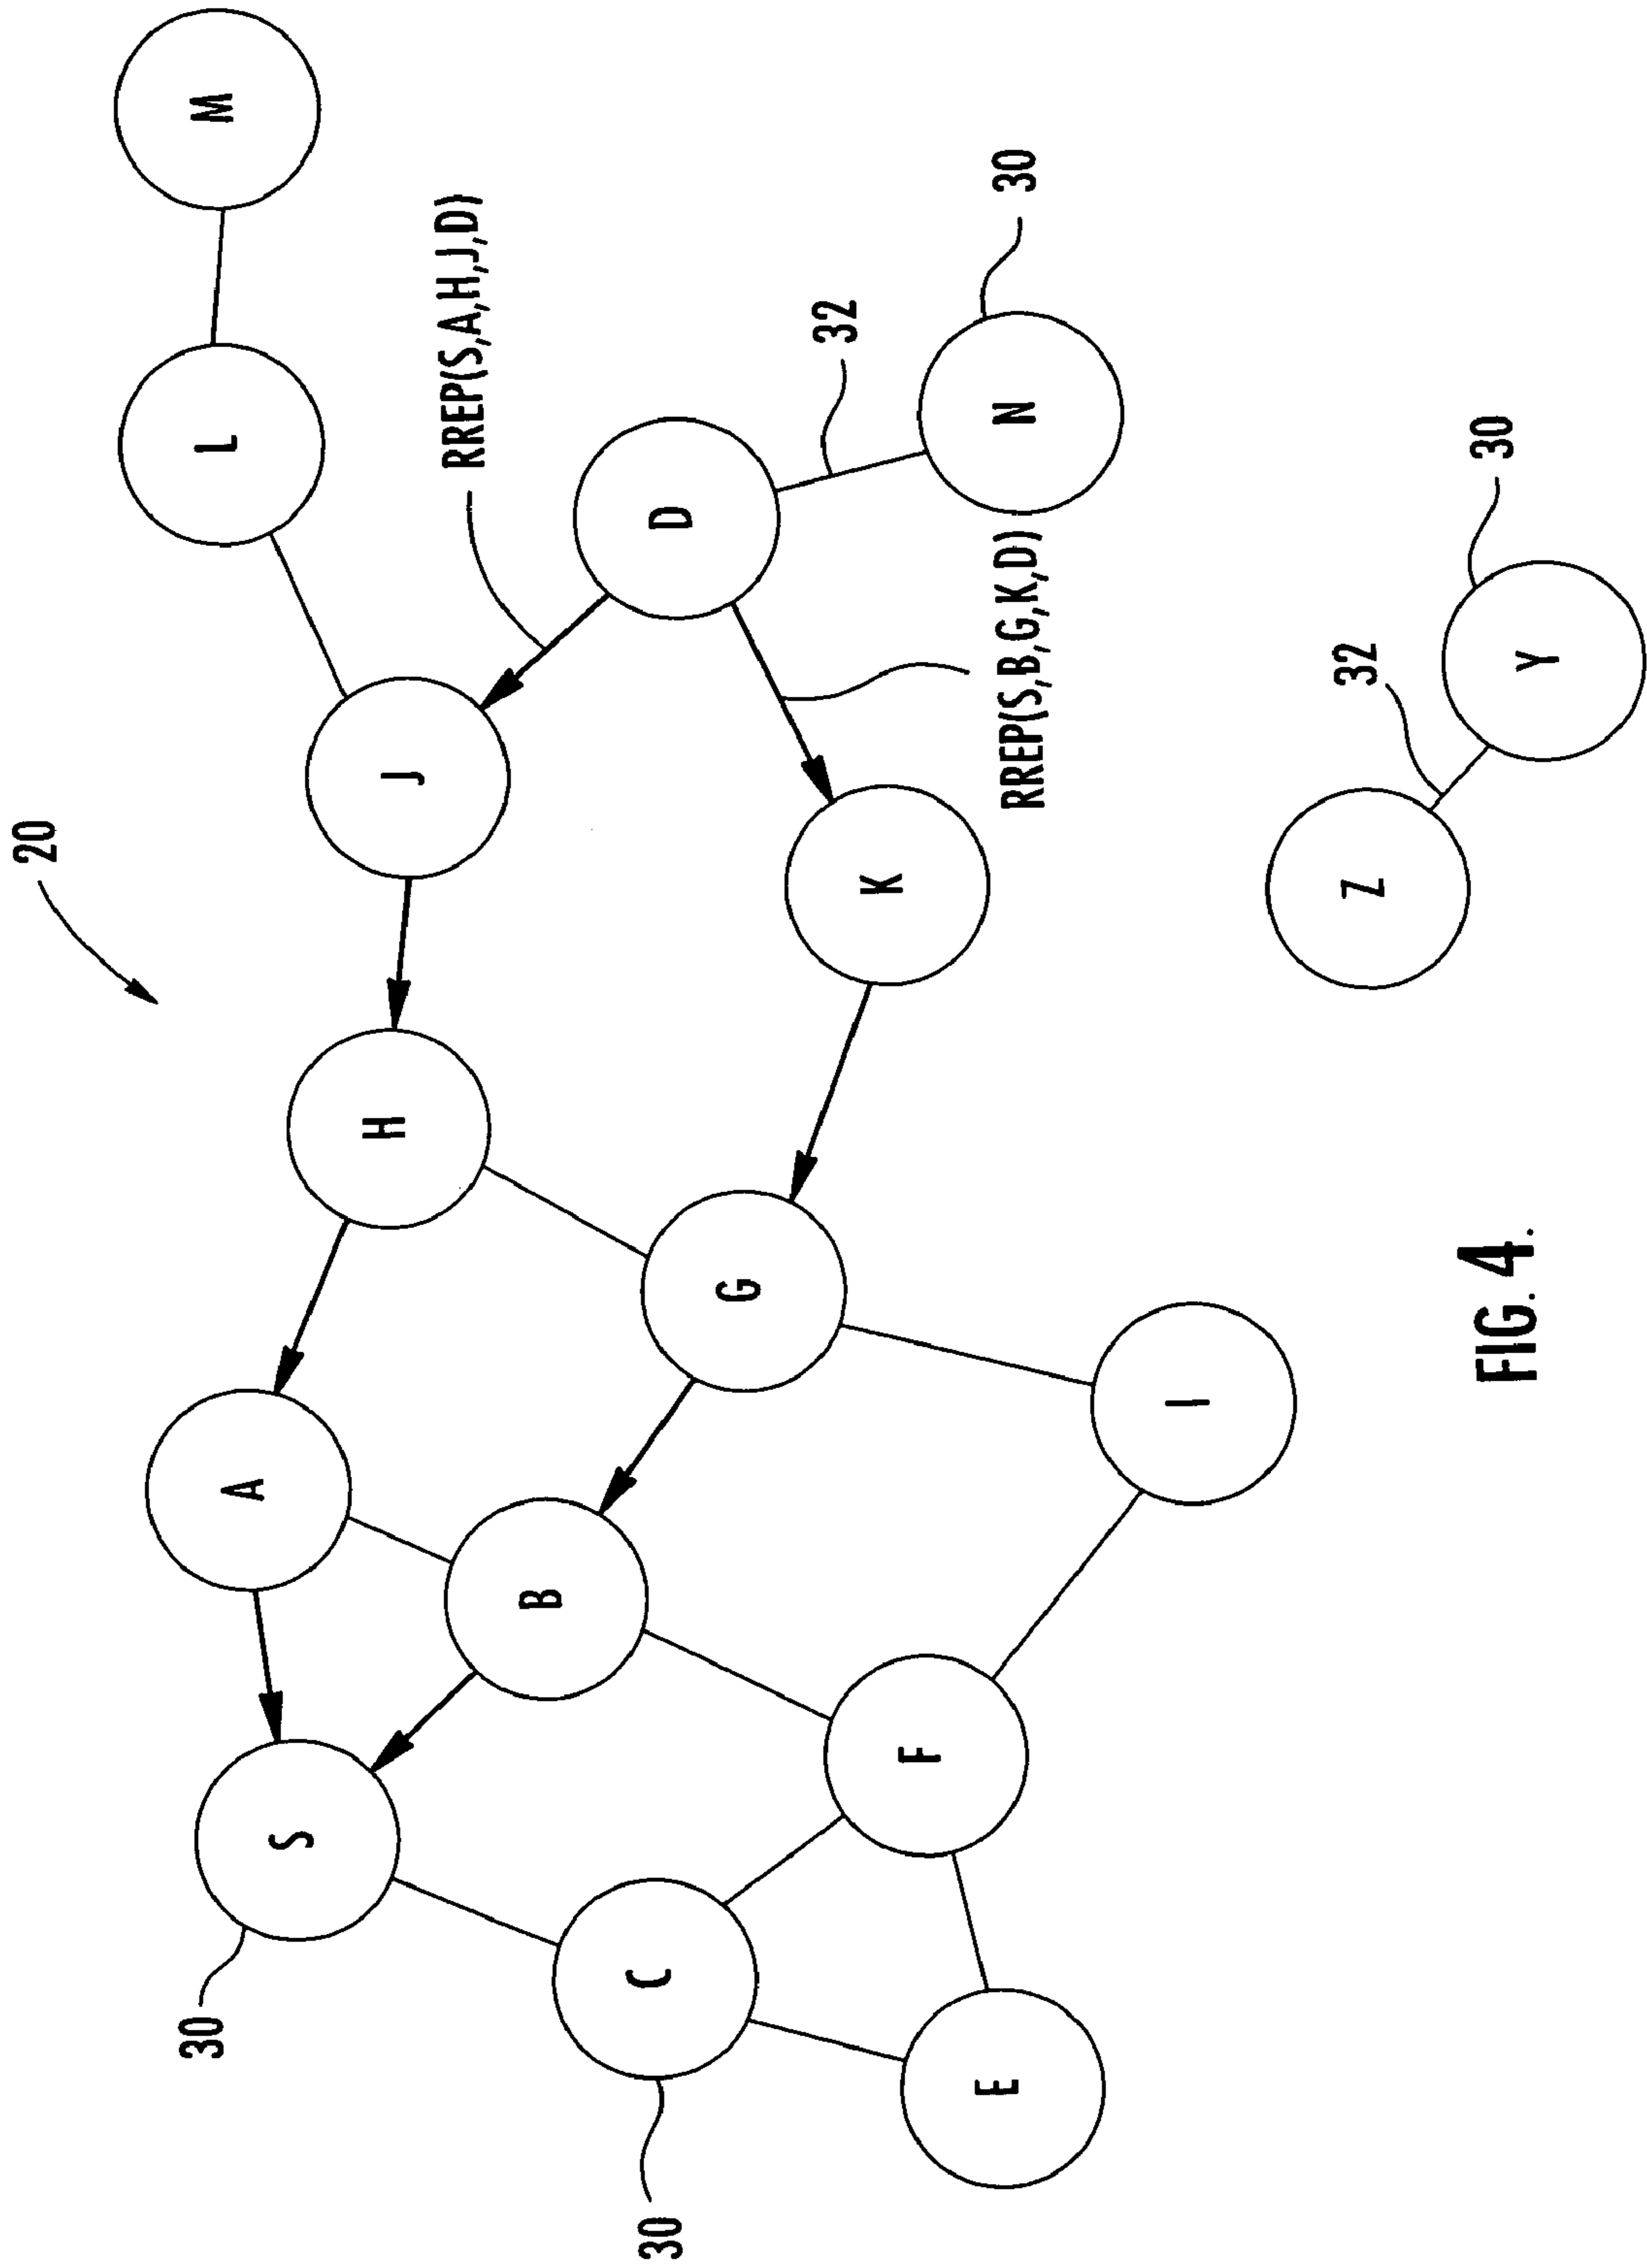 20
M
L
RREP(S,A,H,J,D)
30
32
N
D
J
RREP(S,B,G,K,D)
K
H
A
G
B
S
30
C
30
F
E
I
30
32
Y
Z
FIG. 4.